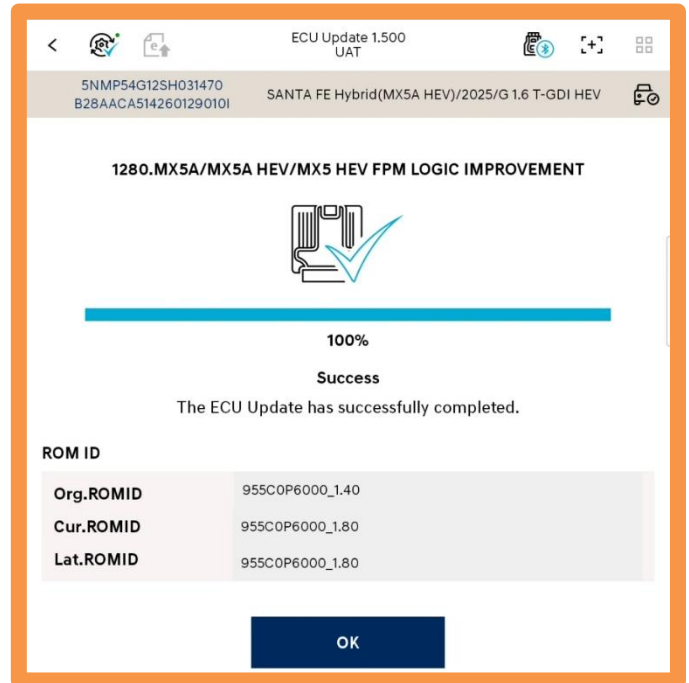 ECU Update 1.500
UAT
5NMP54G12SH031470
B28AACA514260129010I
SANTA FE Hybrid(MX5A HEV)/2025/G 1.6 T-GDI HEV
1280.MX5A/MX5A HEV/MX5 HEV FPM LOGIC IMPROVEMENT
100%
Success
The ECU Update has successfully completed.
ROM ID
Org.ROMID 955C0P6000_1.40
Cur.ROMID 955C0P6000_1.80
Lat.ROMID 955C0P6000_1.80
OK